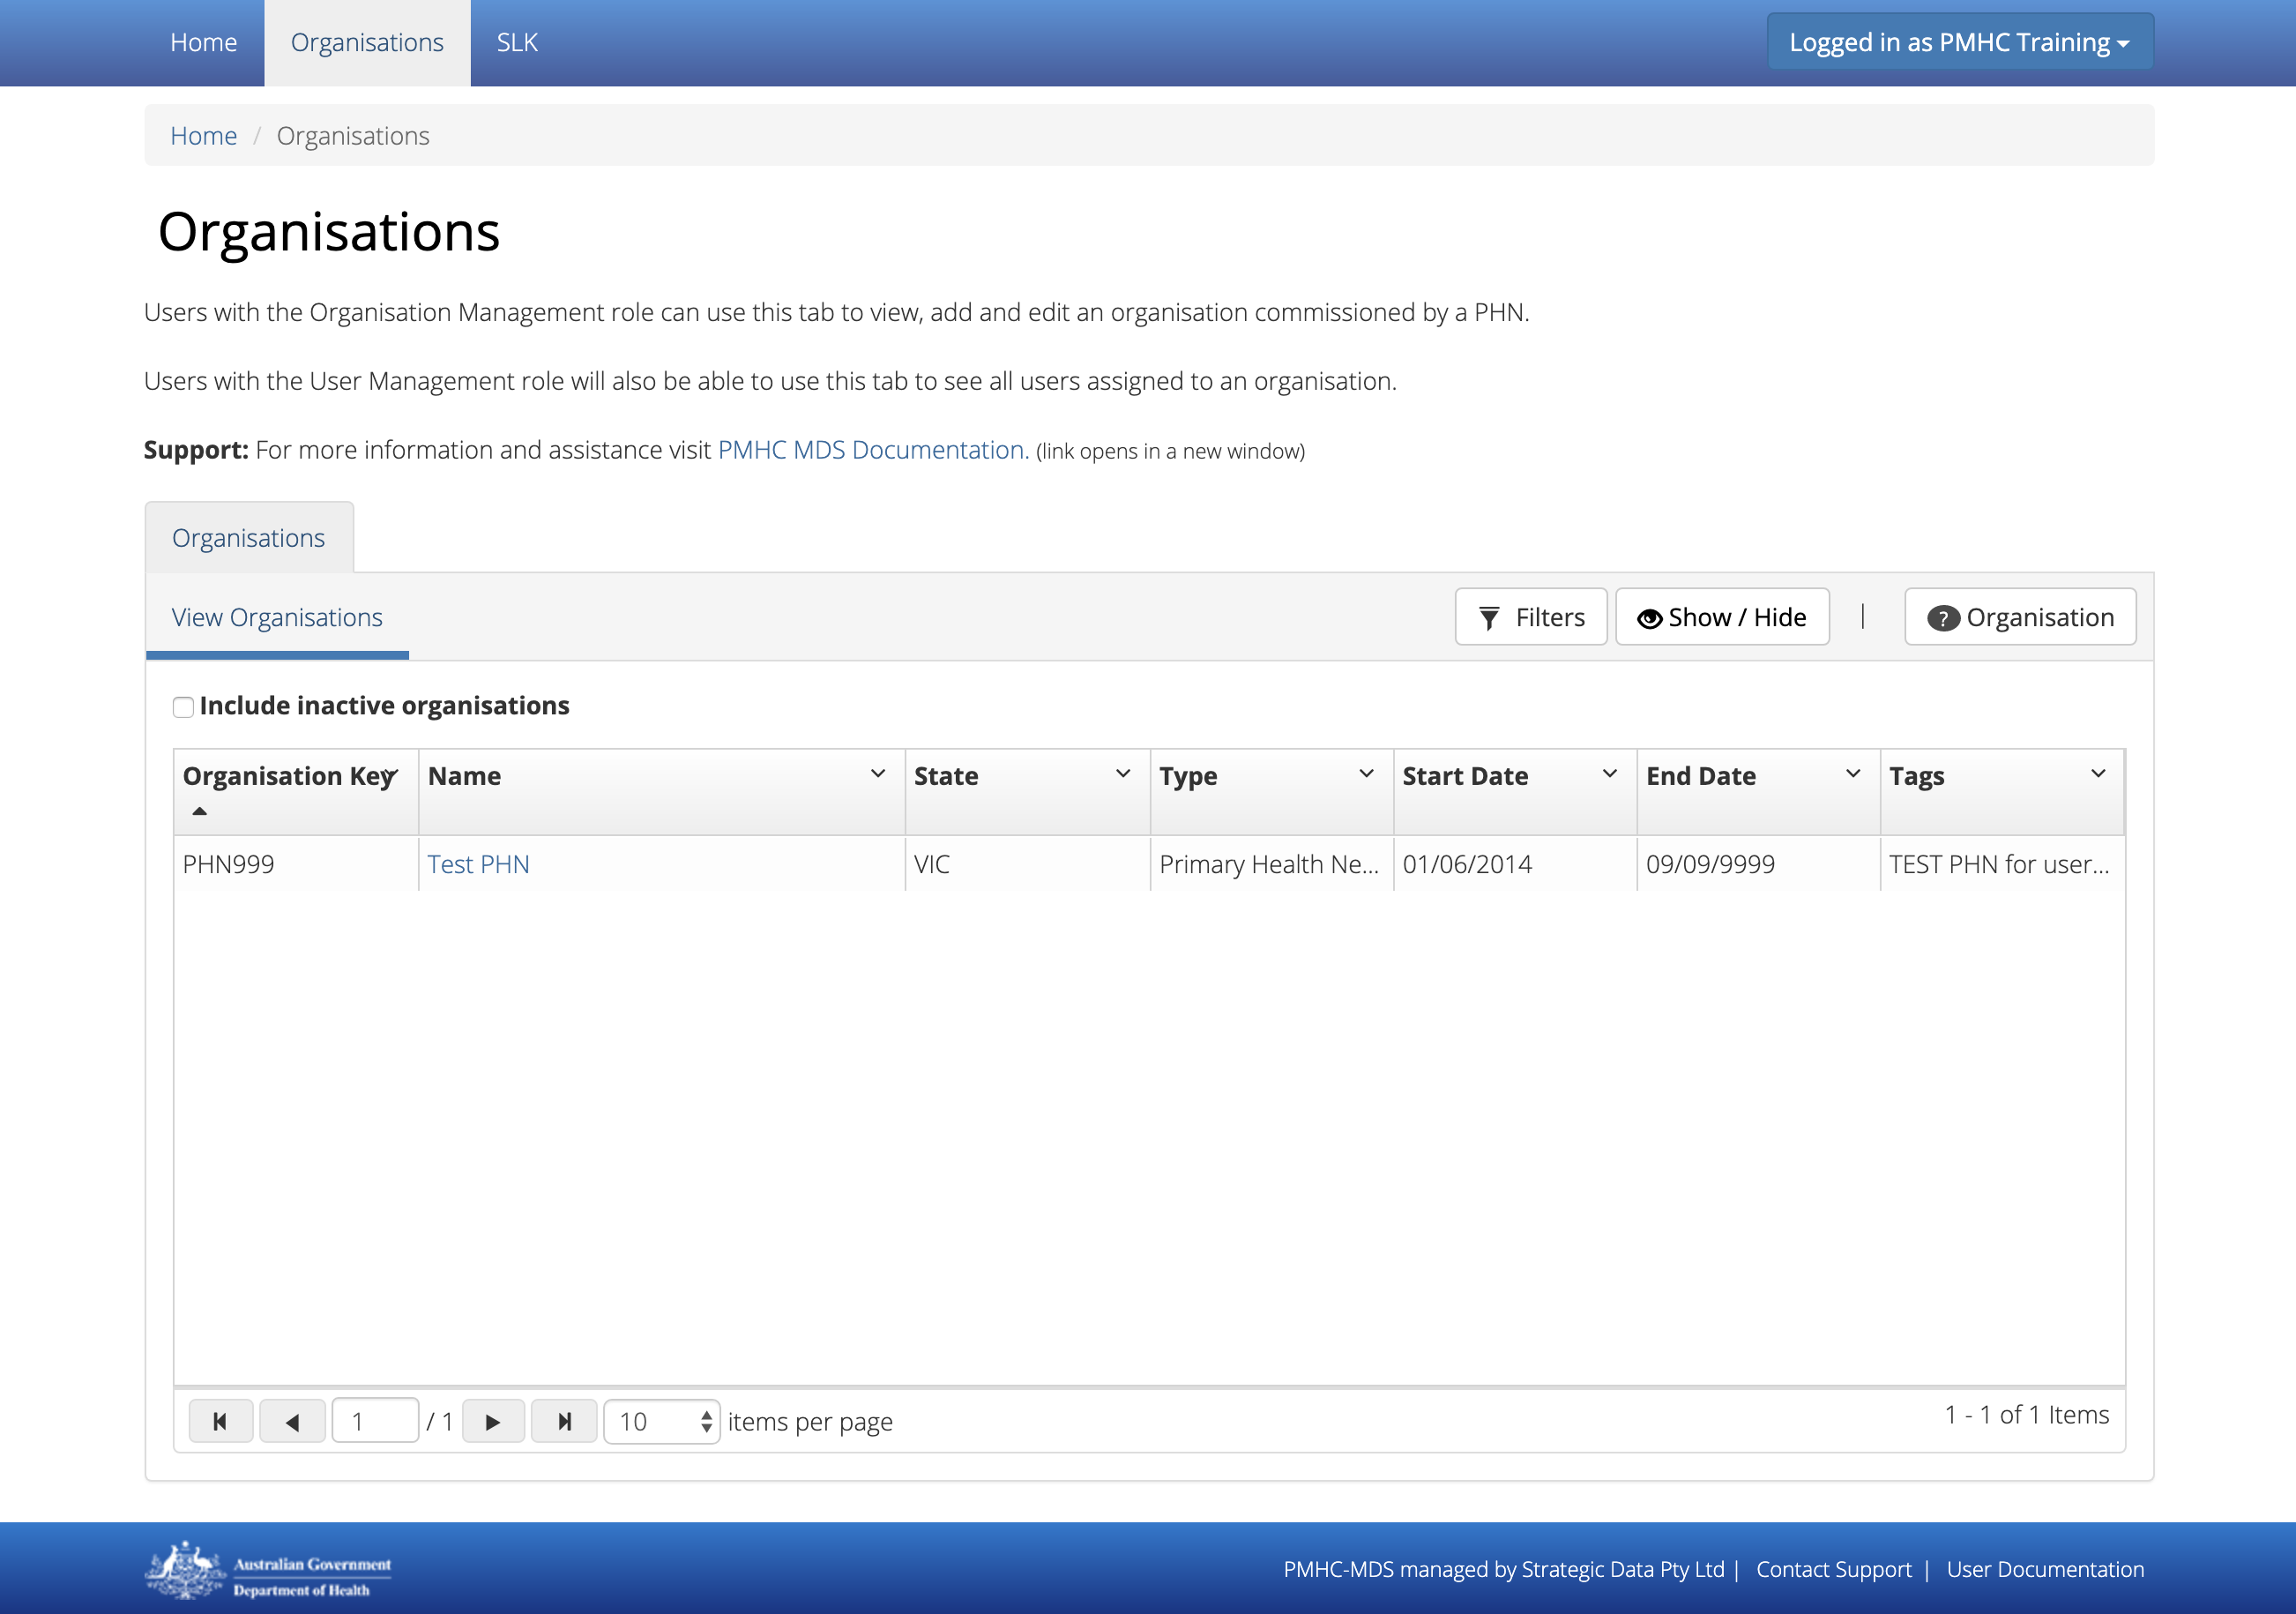 Home Organisations SLK Logged in as PMHC Training
Home / Organisations
Organisations
Users with the Organisation Management role can use this tab to view, add and edit an organisation commissioned by a PHN.
Users with the User Management role will also be able to use this tab to see all users assigned to an organisation.
Support: For more information and assistance visit PMHC MDS Documentation. (link opens in a new window)
Organisations
View Organisations Filters Show / Hide | ? Organisation
Include inactive organisations
Organisation Key Name State Type Start Date End Date Tags
PHN999 Test PHN VIC Primary Health Ne... 01/06/2014 09/09/9999 TEST PHN for user...
1 / 1 10 items per page 1 - 1 of 1 Items
Australian Government
Department of Health
PMHC-MDS managed by Strategic Data Pty Ltd | Contact Support | User Documentation